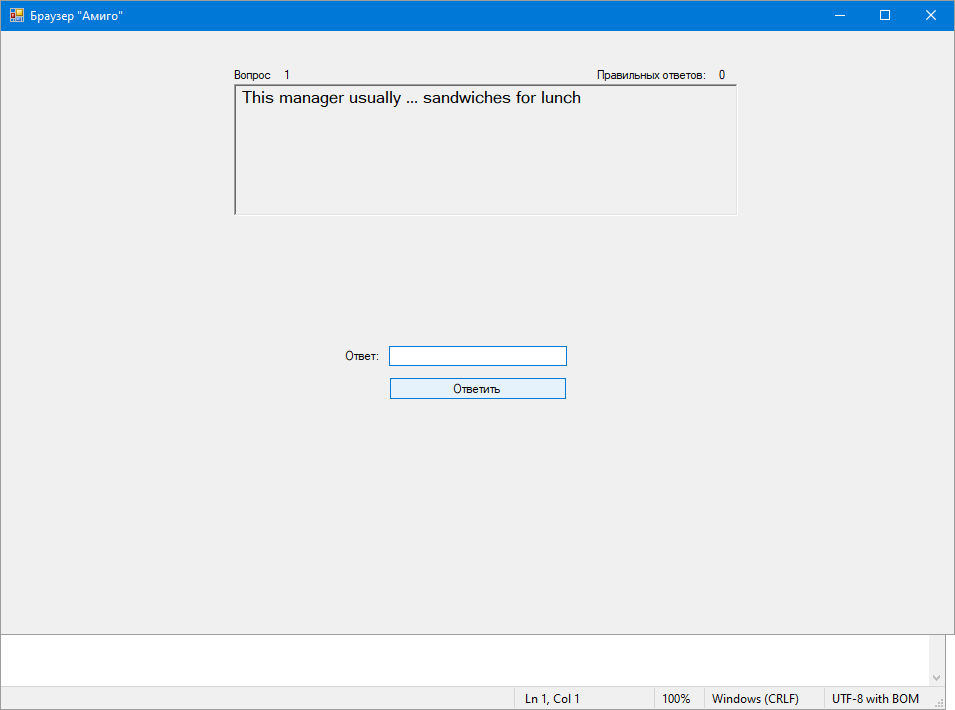 Браузер "Амиго"
Вопрос 1 Правильных ответов: 0
This manager usually ... sandwiches for lunch
Ответ:
Ответить
Ln 1, Col 1 100% Windows (CRLF) UTF-8 with BOM